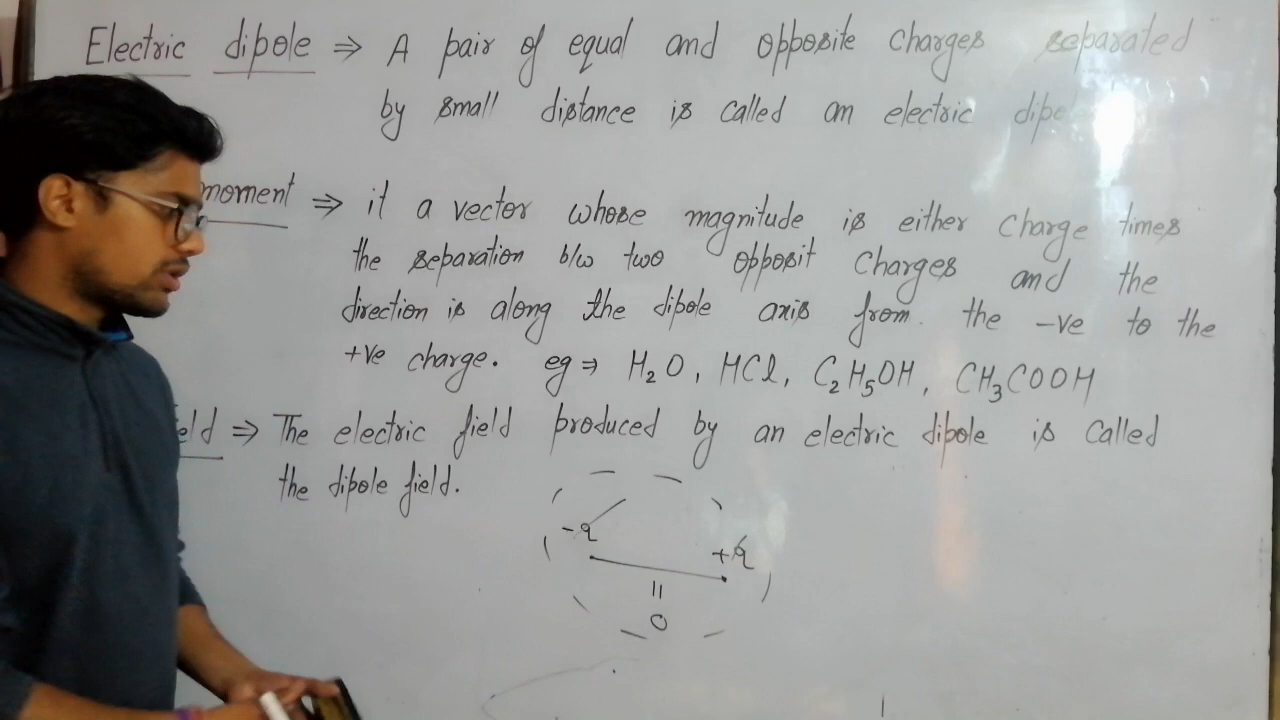 Electric dipole ⇒ A pair of equal and opposite charges separated
by small distance is called an electric dipo
moment ⇒ it a vector whose magnitude is either charge times
the separation b/w two opposit charges and the
direction is along the dipole axis from the -ve to the
+ve charge. eg ⇒ H₂O, HCl, C₂H₅OH, CH₃COOH
eld ⇒ The electric field produced by an electric dipole is called
the dipole field.
-q
+q
=
0